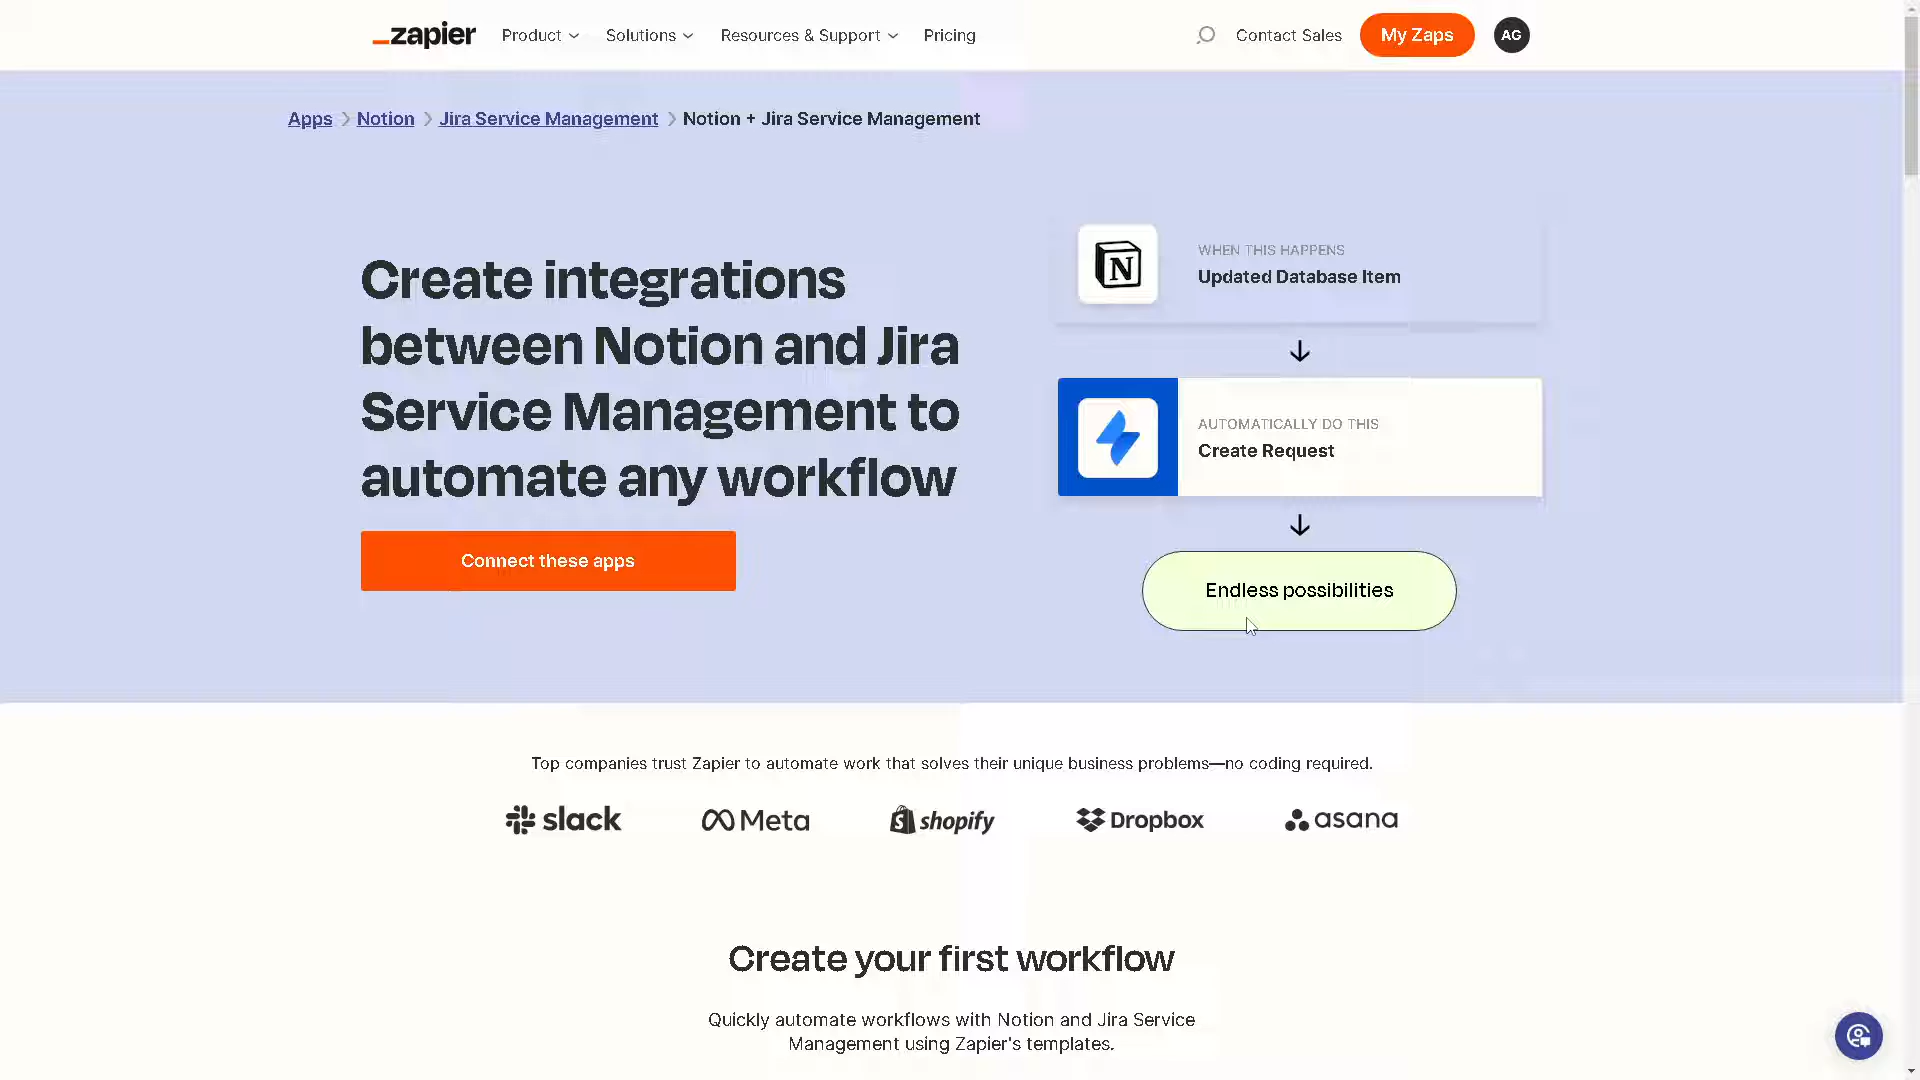 zapier Product Solutions Resources & Support Pricing Contact Sales My Zaps AG
Apps Notion Jira Service Management Notion + Jira Service Management
Create integrations
between Notion and Jira
Service Management to
automate any workflow
Connect these apps
N
WHEN THIS HAPPENS
Updated Database Item
AUTOMATICALLY DO THIS
Create Request
Endless possibilities
Top companies trust Zapier to automate work that solves their unique business problems—no coding required.
slack Meta shopify Dropbox asana
Create your first workflow
Quickly automate workflows with Notion and Jira Service
Management using Zapier's templates.